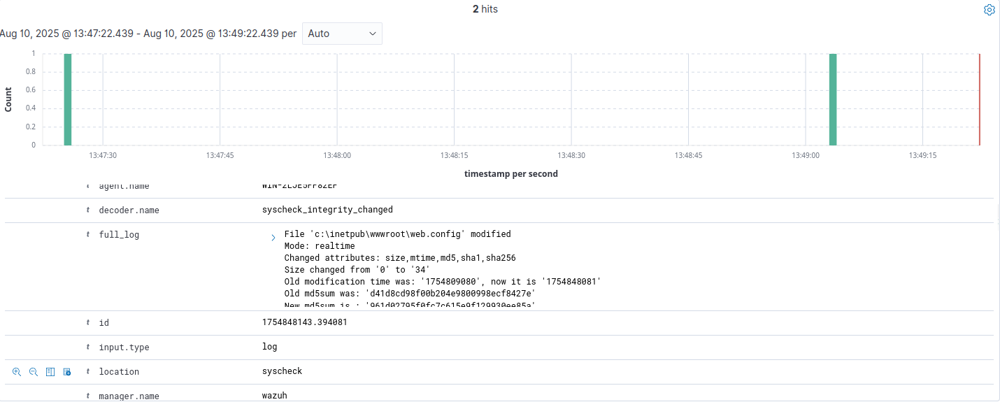 2 hits
Aug 10, 2025 @ 13:47:22.439 - Aug 10, 2025 @ 13:49:22.439 per Auto
1
0.8
0.6
0.4
0.2
0
Count
13:47:30 13:47:45 13:48:00 13:48:15 13:48:30 13:48:45 13:49:00 13:49:15
timestamp per second
t agent.name
t decoder.name syscheck_integrity_changed
t full_log File 'c:\inetpub\wwwroot\web.config' modified
Mode: realtime
Changed attributes: size,mtime,md5,sha1,sha256
Size changed from '0' to '34'
Old modification time was: '1754809080', now it is '1754848081'
Old md5sum was: 'd41d8cd98f00b204e9800998ecf8427e'
New md5sum is : '961d02795f0fc7c615e9f129930ee85a'
t id 1754848143.394081
t input.type log
t location syscheck
t manager.name wazuh